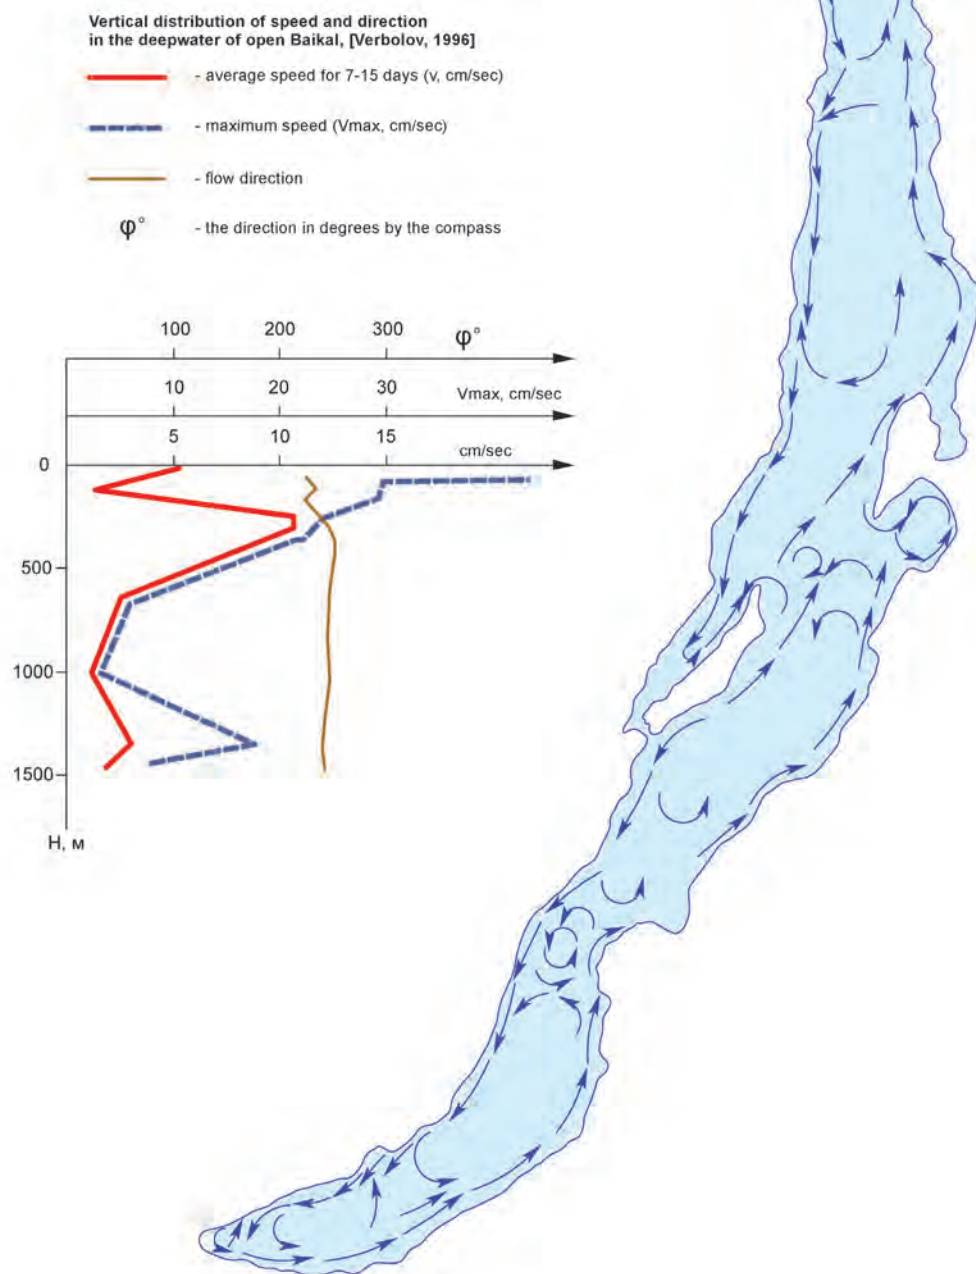 Vertical distribution of speed and direction
in the deepwater of open Baikal, [Verbolov, 1996]
- average speed for 7-15 days (v, cm/sec)
- maximum speed (Vmax, cm/sec)
- flow direction
φ° - the direction in degrees by the compass
100 200 300 φ°
10 20 30 Vmax, cm/sec
5 10 15 cm/sec
0
500
1000
1500
Н, м